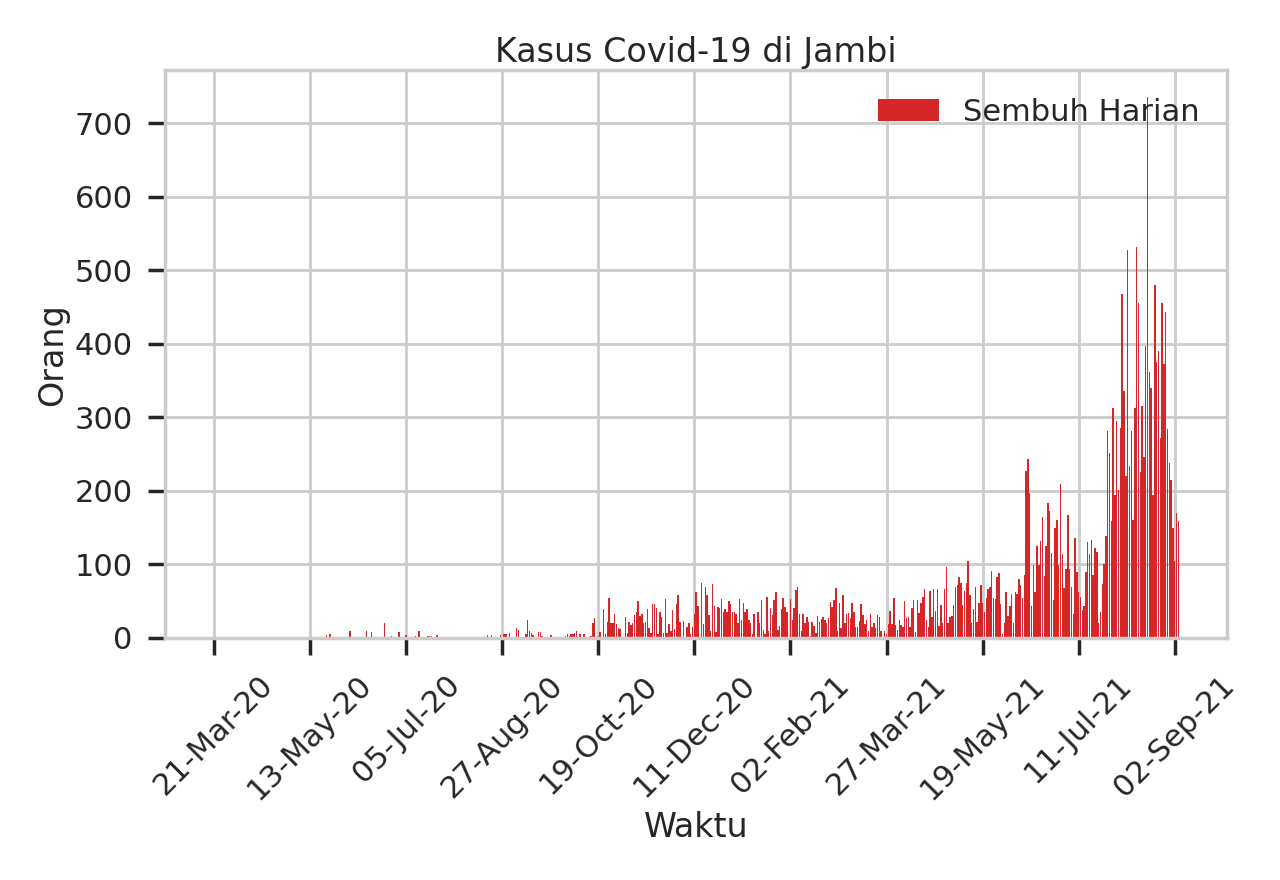 Kasus Covid-19 di Jambi
Sembuh Harian
700
600
500
400
300
200
100
0
Orang
21-Mar-20
13-May-20
05-Jul-20
27-Aug-20
19-Oct-20
11-Dec-20
02-Feb-21
27-Mar-21
19-May-21
11-Jul-21
02-Sep-21
Waktu